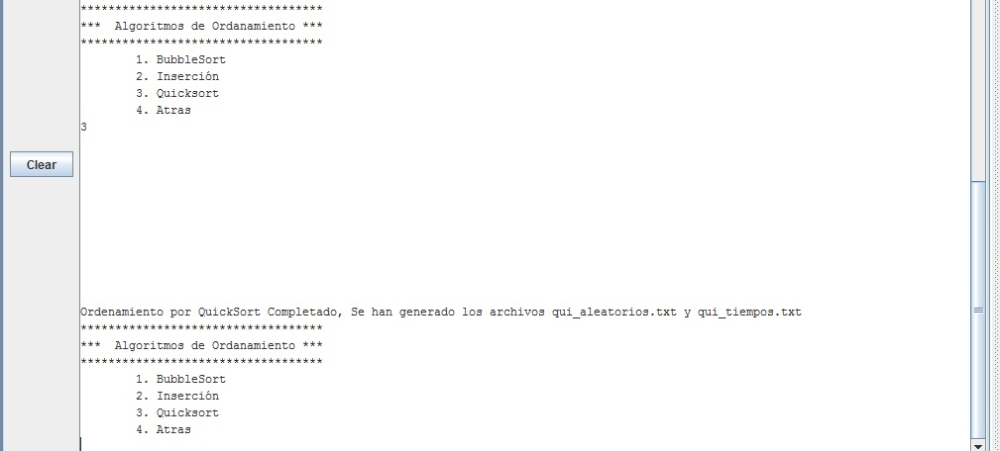 ***********************************
*** Algoritmos de Ordanamiento ***
***********************************
1. BubbleSort
2. Inserción
3. Quicksort
4. Atras
3
Clear
Ordenamiento por QuickSort Completado, Se han generado los archivos qui_aleatorios.txt y qui_tiempos.txt
***********************************
*** Algoritmos de Ordanamiento ***
***********************************
1. BubbleSort
2. Inserción
3. Quicksort
4. Atras